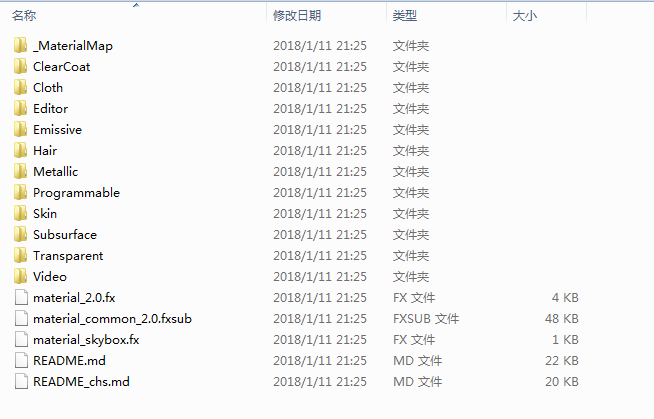 名称 修改日期 类型 大小
_MaterialMap 2018/1/11 21:25 文件夹
ClearCoat 2018/1/11 21:25 文件夹
Cloth 2018/1/11 21:25 文件夹
Editor 2018/1/11 21:25 文件夹
Emissive 2018/1/11 21:25 文件夹
Hair 2018/1/11 21:25 文件夹
Metallic 2018/1/11 21:25 文件夹
Programmable 2018/1/11 21:25 文件夹
Skin 2018/1/11 21:25 文件夹
Subsurface 2018/1/11 21:25 文件夹
Transparent 2018/1/11 21:25 文件夹
Video 2018/1/11 21:25 文件夹
material_2.0.fx 2018/1/11 21:25 FX 文件 4 KB
material_common_2.0.fxsub 2018/1/11 21:25 FXSUB 文件 48 KB
material_skybox.fx 2018/1/11 21:25 FX 文件 1 KB
README.md 2018/1/11 21:25 MD 文件 22 KB
README_chs.md 2018/1/11 21:25 MD 文件 20 KB